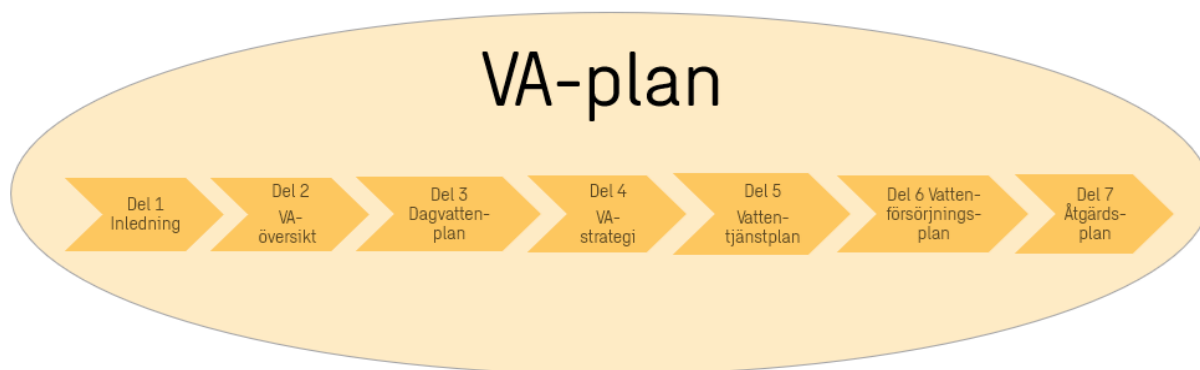 VA-plan
Del 1
Inledning
Del 2
VA-
översikt
Del 3
Dagvatten-
plan
Del 4
VA-
strategi
Del 5
Vatten-
tjänstplan
Del 6 Vatten-
försörjnings-
plan
Del 7
Åtgärds-
plan